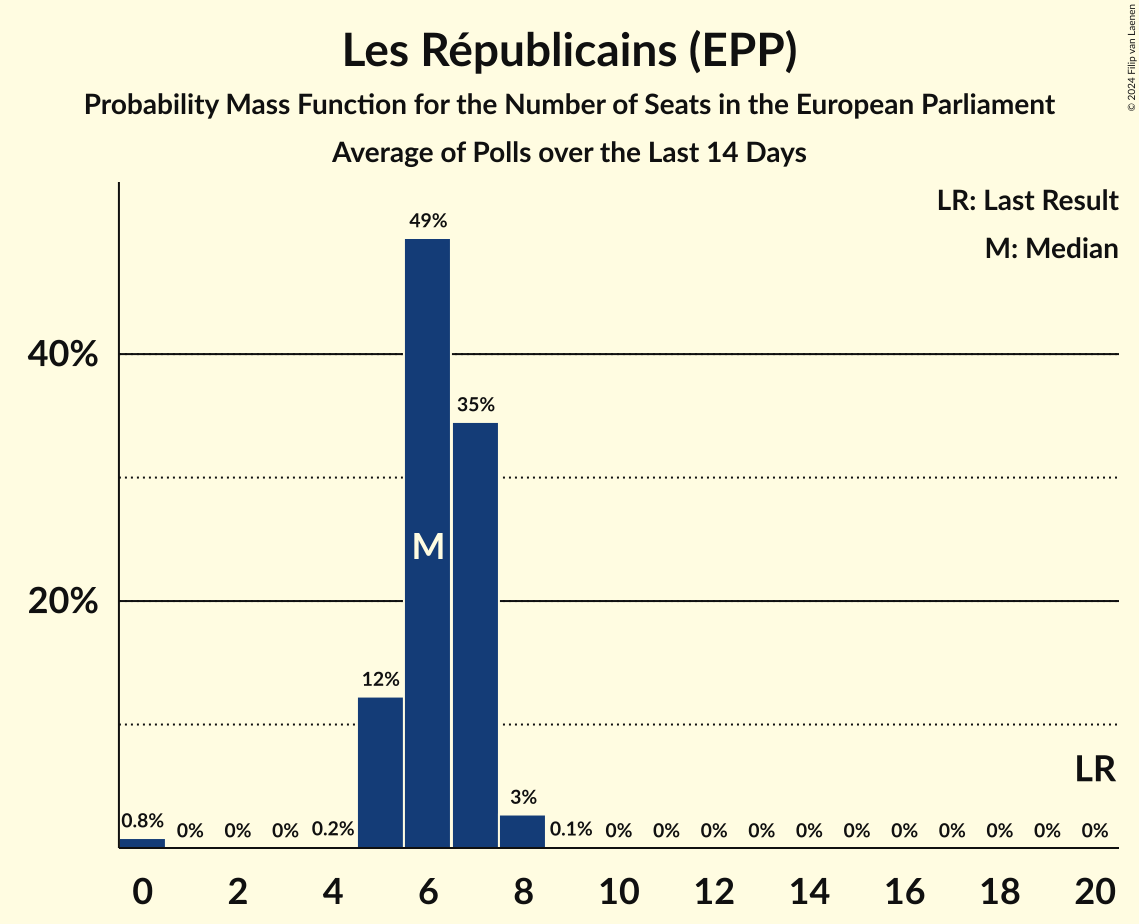 Les Républicains (EPP)
Probability Mass Function for the Number of Seats in the European Parliament
Average of Polls over the Last 14 Days
© 2024 Filip van Laenen
LR: Last Result
M: Median
49%
40%
35%
M
20%
12%
LR
3%
0.8% 0% 0% 0% 0.2% 0.1% 0% 0% 0% 0% 0% 0% 0% 0% 0% 0% 0%
0 2 4 6 8 10 12 14 16 18 20